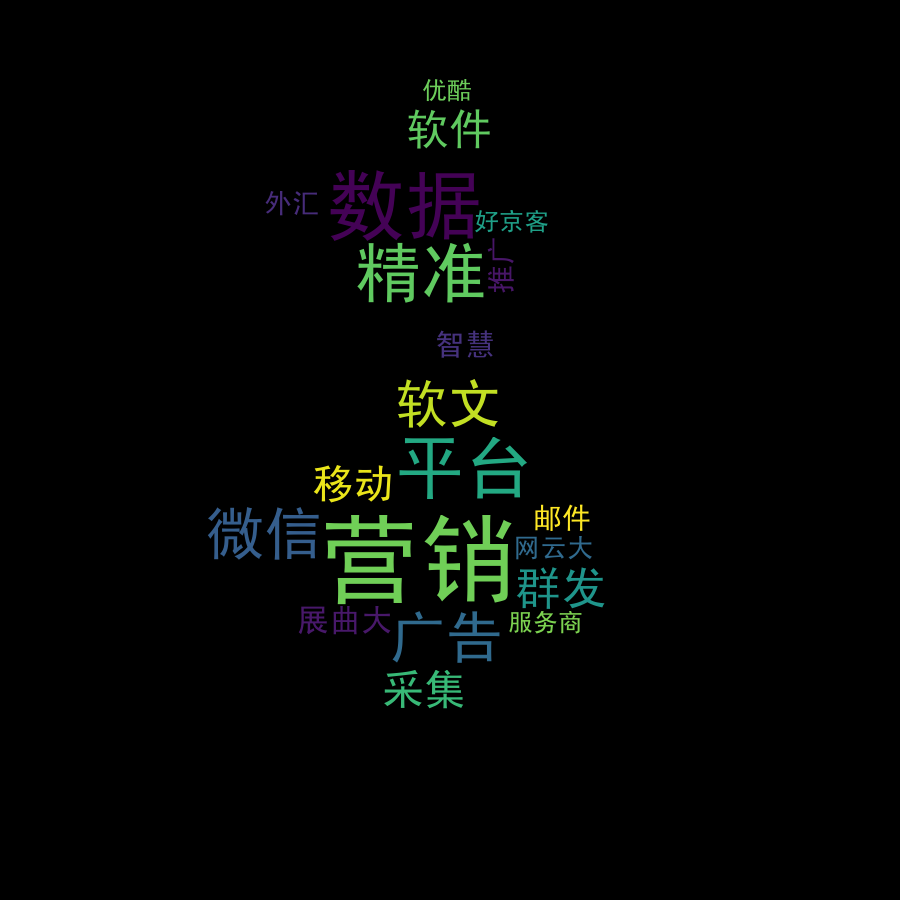 优酷
软件
数据
外汇
好京客
精准
推广
智慧
软文
平台
移动
微信
营销
邮件
网云大
群发
展曲大
广告
服务商
采集